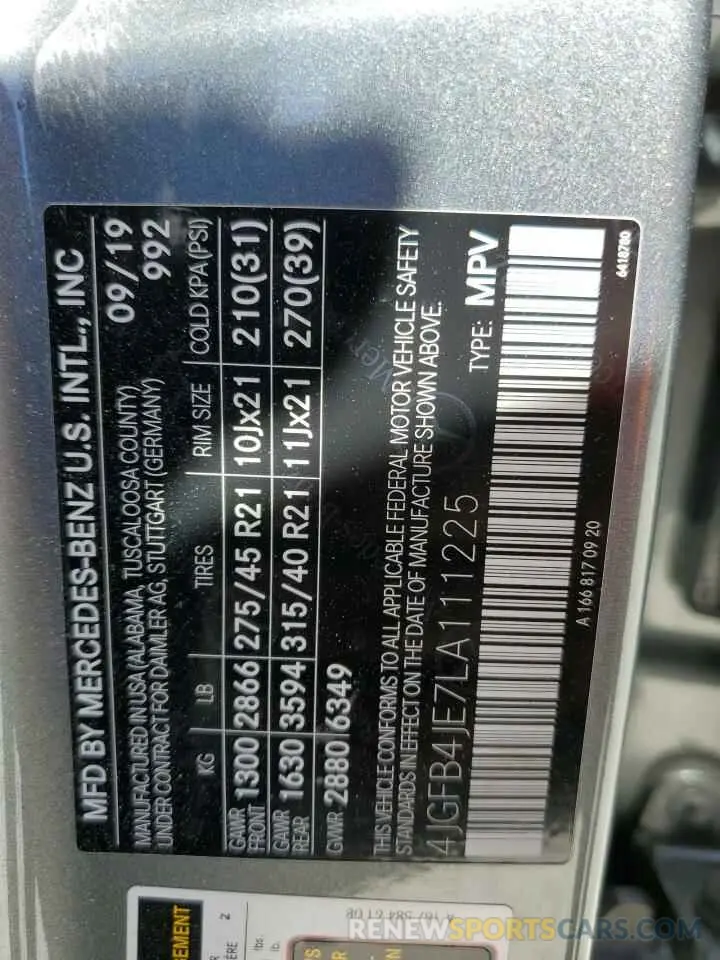 MFD BY MERCEDES-BENZ U.S. INTL., INC
MANUFACTURED IN USA (ALABAMA, TUSCALOOSA COUNTY) 09/19
UNDER CONTRACT FOR DAIMLER AG, STUTTGART (GERMANY) 992
KG LB TIRES RIM SIZE COLD KPA (PSI)
GAWR FRONT 1300 2866 275/45 R21 10Jx21 210(31)
GAWR REAR 1630 3594 315/40 R21 11Jx21 270(39)
GVWR 2880 6349
THIS VEHICLE CONFORMS TO ALL APPLICABLE FEDERAL MOTOR VEHICLE SAFETY
STANDARDS IN EFFECT ON THE DATE OF MANUFACTURE SHOWN ABOVE.
4JGFB4JE7LA111225 TYPE: MPV
A 166 817 09 20
6418760
RENEWSPORTSCARS.COM